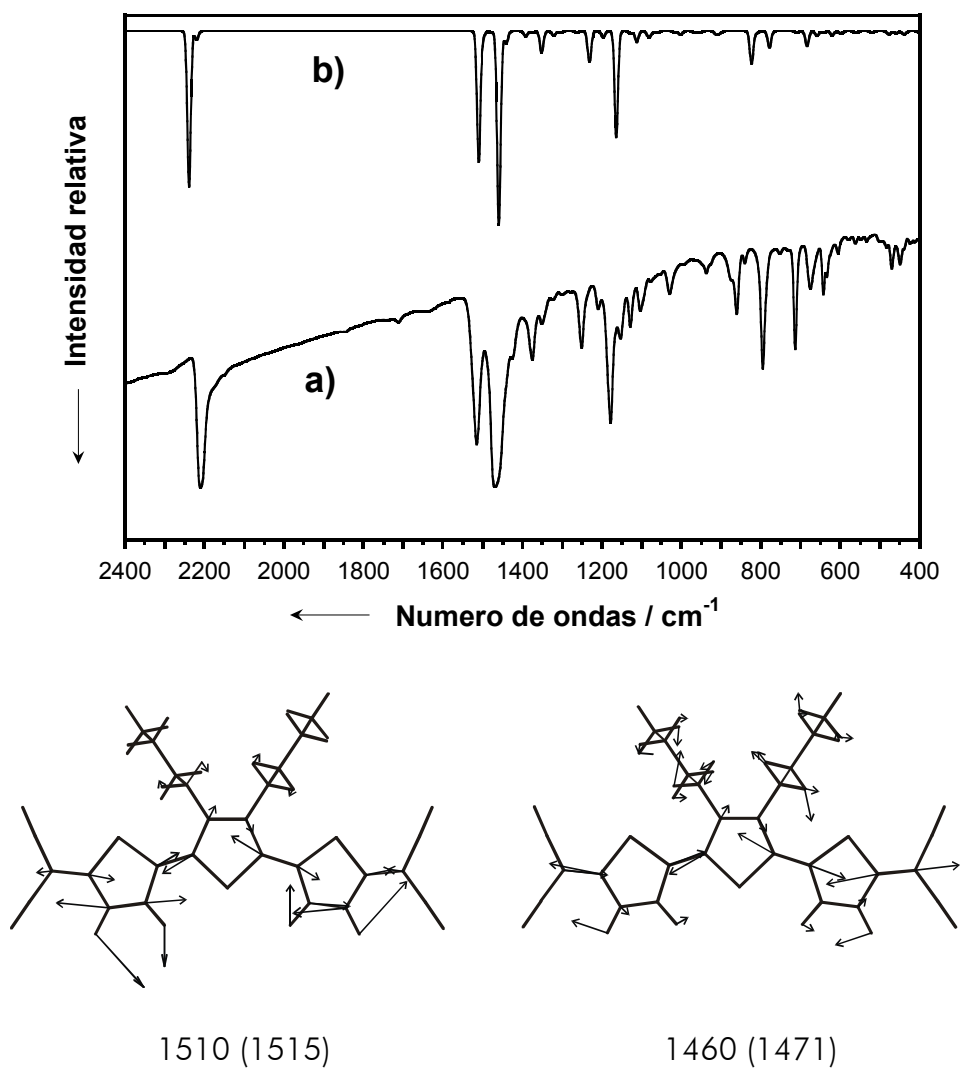 b)
a)
Intensidad relativa
2400 2200 2000 1800 1600 1400 1200 1000 800 600 400
Numero de ondas / cm⁻¹
1510 (1515)
1460 (1471)